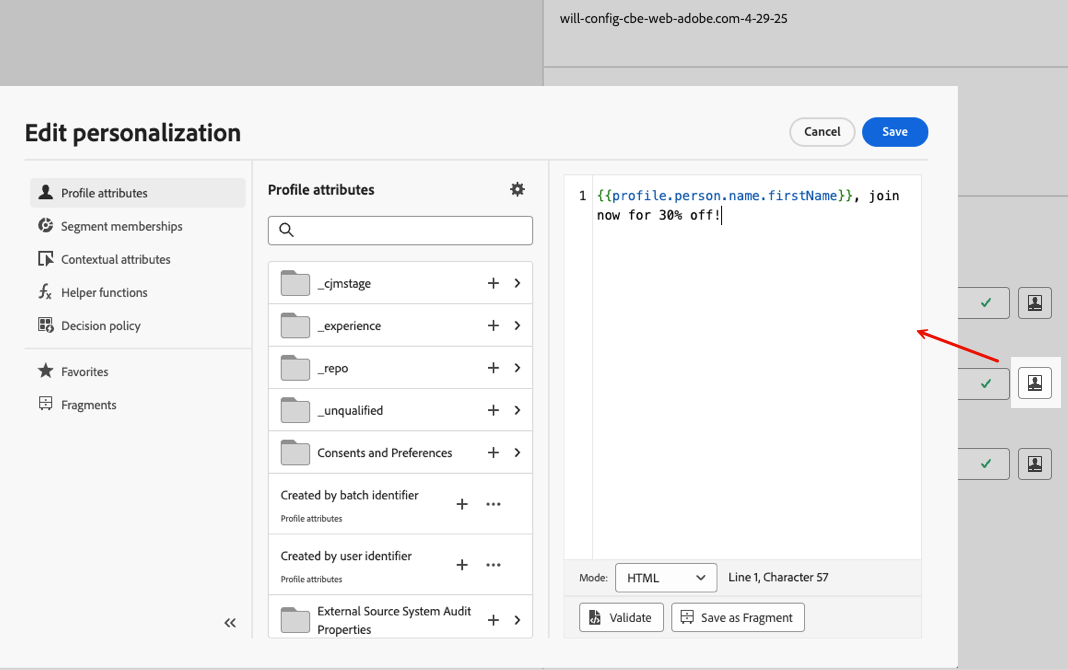 will-config-cbe-web-adobe.com-4-29-25
Edit personalization
Cancel
Save
Profile attributes
Segment memberships
Contextual attributes
Helper functions
Decision policy
Favorites
Fragments
Profile attributes
_cjmstage
_experience
_repo
_unqualified
Consents and Preferences
Created by batch identifier
Profile attributes
Created by user identifier
Profile attributes
External Source System Audit
Properties
1 {{profile.person.name.firstName}}, join
now for 30% off!
Mode: HTML Line 1, Character 57
Validate
Save as Fragment